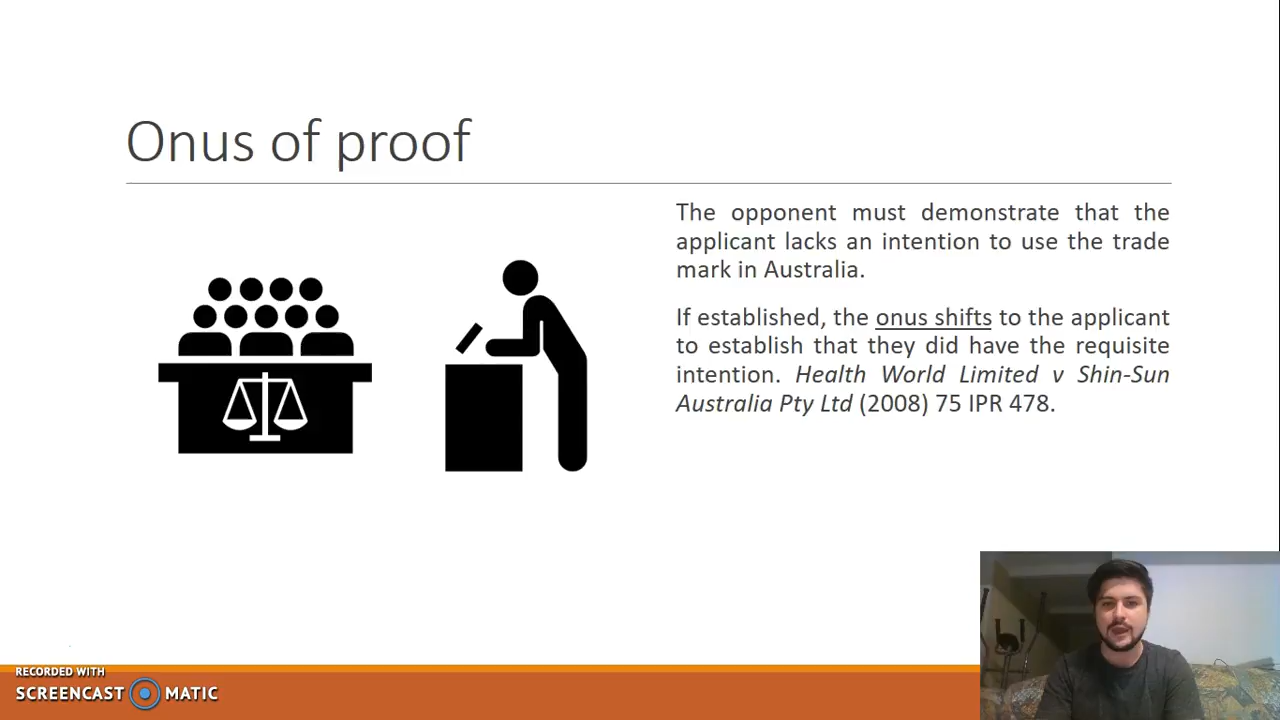 Onus of proof
The opponent must demonstrate that the
applicant lacks an intention to use the trade
mark in Australia.
If established, the onus shifts to the applicant
to establish that they did have the requisite
intention. Health World Limited v Shin-Sun
Australia Pty Ltd (2008) 75 IPR 478.
RECORDED WITH
SCREENCAST MATIC